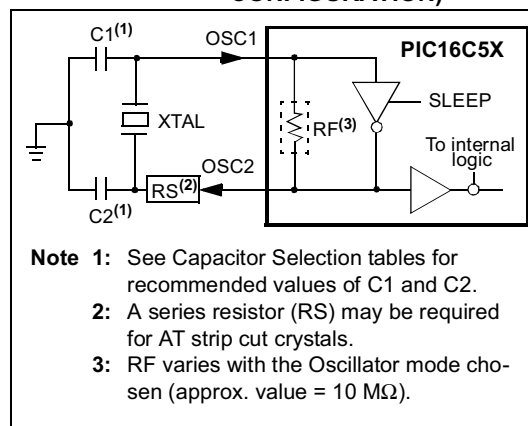 C1(1)
OSC1
PIC16C5X
SLEEP
XTAL
RF(3)
To internal
logic
OSC2
RS(2)
C2(1)
Note 1: See Capacitor Selection tables for
recommended values of C1 and C2.
2: A series resistor (RS) may be required
for AT strip cut crystals.
3: RF varies with the Oscillator mode cho-
sen (approx. value = 10 MΩ).